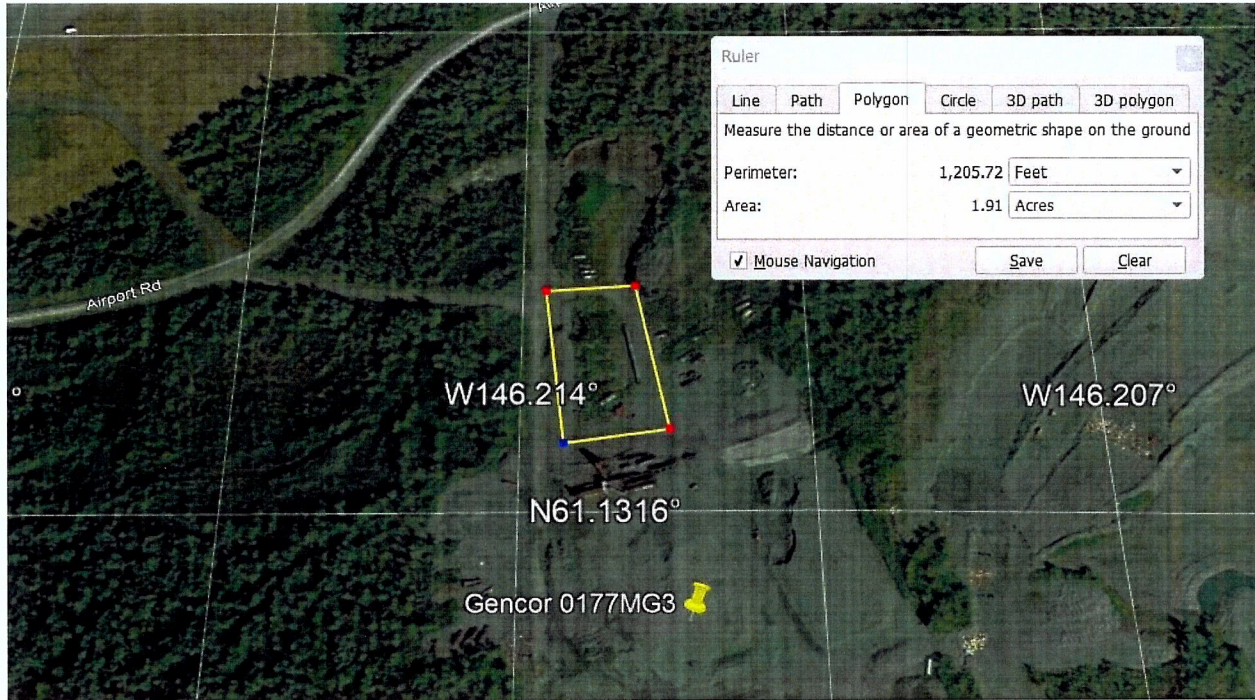 Ruler
Line Path Polygon Circle 3D path 3D polygon
Measure the distance or area of a geometric shape on the ground
Perimeter: 1,205.72 Feet
Area: 1.91 Acres
Mouse Navigation Save Clear
Airport Rd
W146.214°
W146.207°
N61.1316°
Gencor 0177MG3